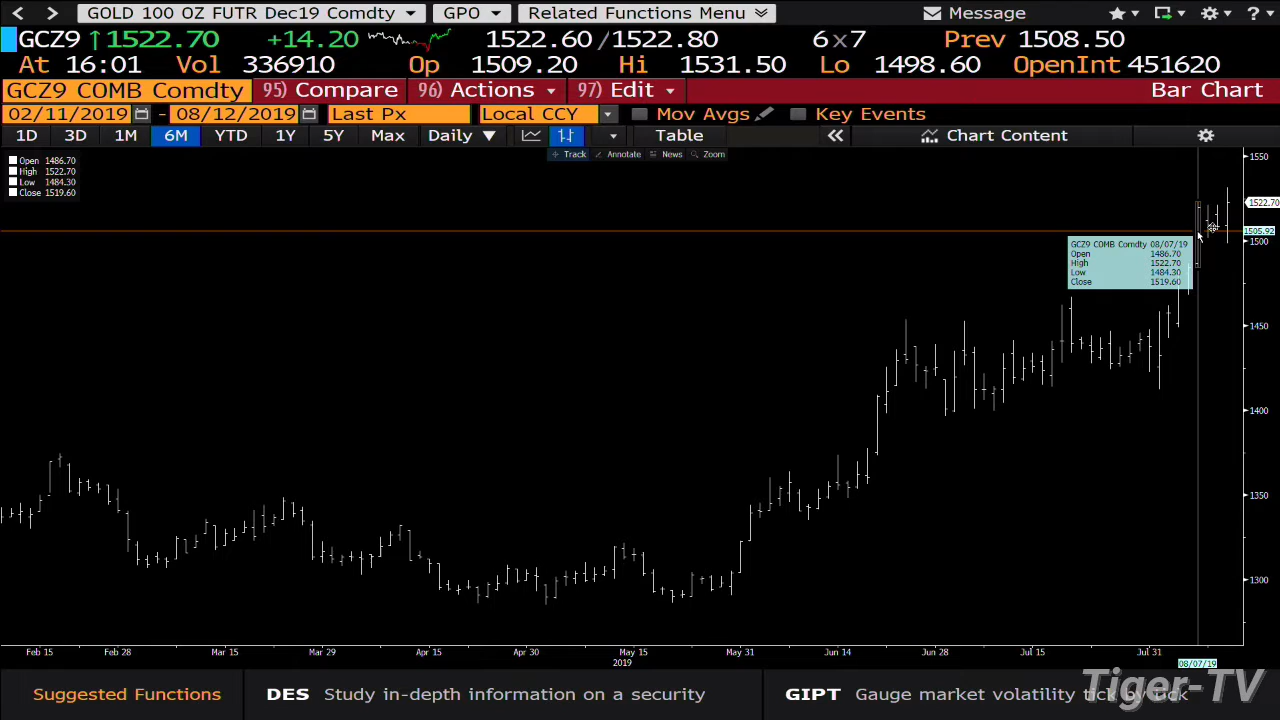 GOLD 100 OZ FUTR Dec19 Comdty GPO Related Functions Menu Message ?
GCZ9 ↑1522.70 +14.20 1522.60/1522.80 6x7 Prev 1508.50
At 16:01 Vol 336910 Op 1509.20 Hi 1531.50 Lo 1498.60 OpenInt 451620
GCZ9 COMB Comdty 95) Compare 96) Actions 97) Edit Bar Chart
02/11/2019 - 08/12/2019 Last Px Local CCY Mov Avgs Key Events
1D 3D 1M 6M YTD 1Y 5Y Max Daily ▼ Table « Chart Content
Track Annotate News Zoom
Open 1486.70
High 1522.70
Low 1484.30
Close 1519.60
1550
1522.70
1505.92
1500
GCZ9 COMB Comdty 08/07/19
Open 1486.70
High 1522.70
Low 1484.30
Close 1519.60
1450
1400
1350
1300
Feb 15 Feb 28 Mar 15 Mar 29 Apr 15 Apr 30 May 15 May 31 Jun 14 Jun 28 Jul 15 Jul 31
2019 08/07/19
Suggested Functions DES Study in-depth information on a security GIPT Gauge market volatility tick by tick
Tiger-TV